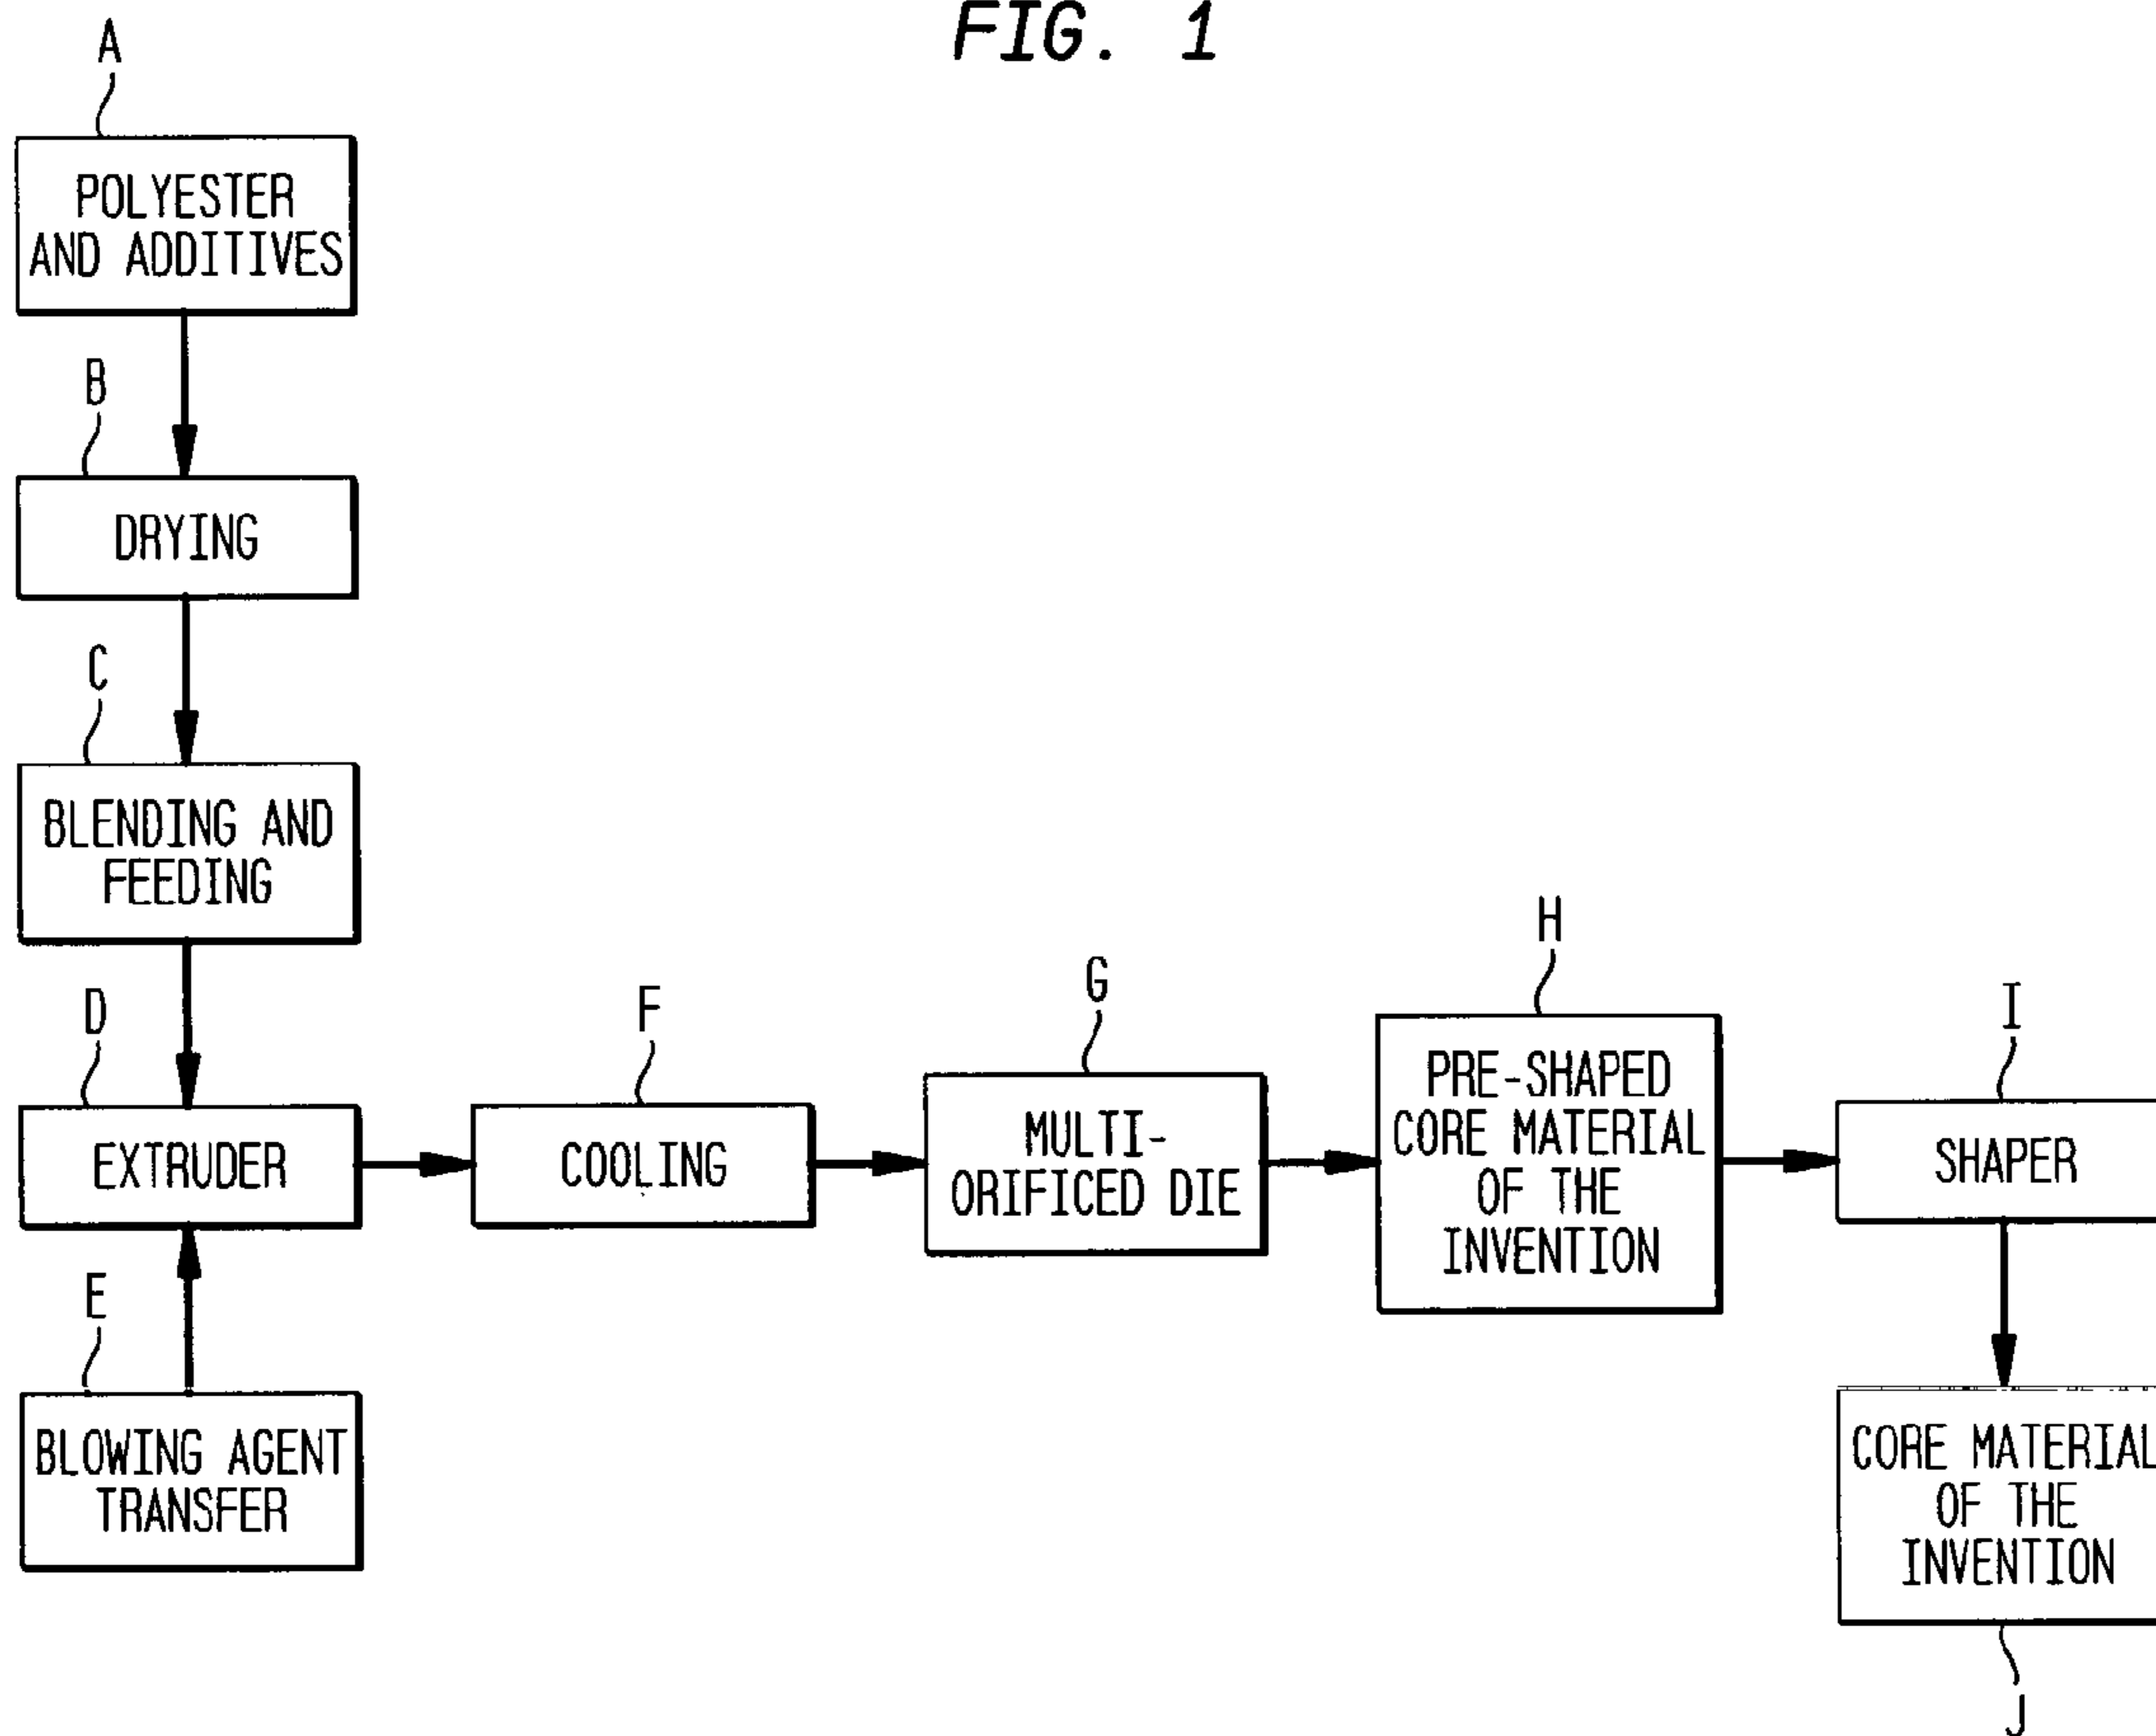 FIG. 1
A
POLYESTER
AND ADDITIVES
B
DRYING
C
BLENDING AND
FEEDING
D
EXTRUDER
E
BLOWING AGENT
TRANSFER
F
COOLING
G
MULTI-
ORIFICED DIE
H
PRE-SHAPED
CORE MATERIAL
OF THE
INVENTION
I
SHAPER
CORE MATERIAL
OF THE
INVENTION
J